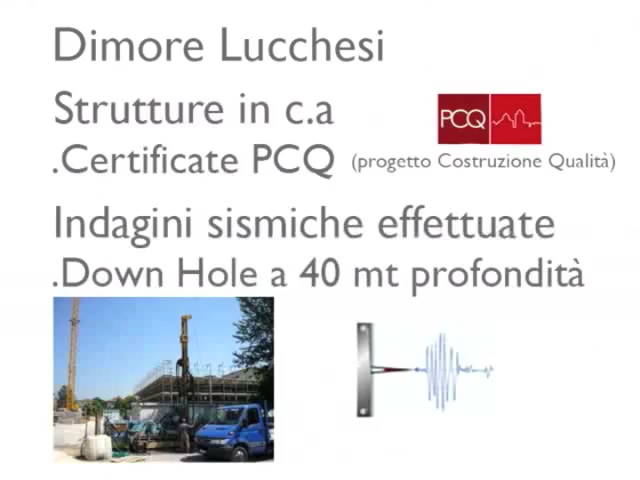 Dimore Lucchesi
Strutture in c.a
PCQ
.Certificate PCQ (progetto Costruzione Qualità)
Indagini sismiche effettuate
.Down Hole a 40 mt profondità